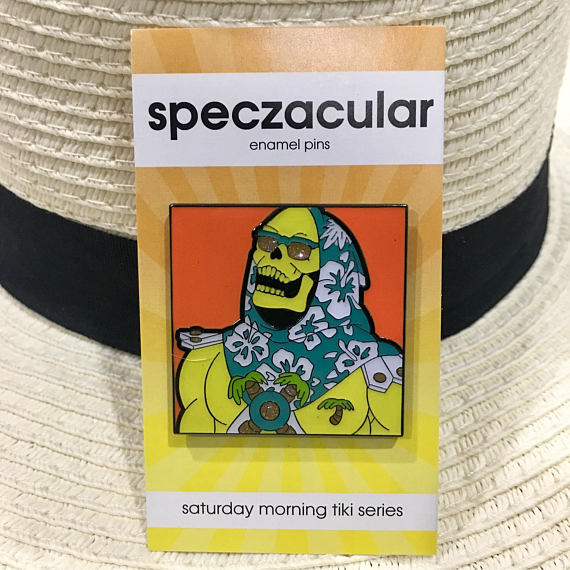 speczacular
enamel pins
saturday morning tiki series